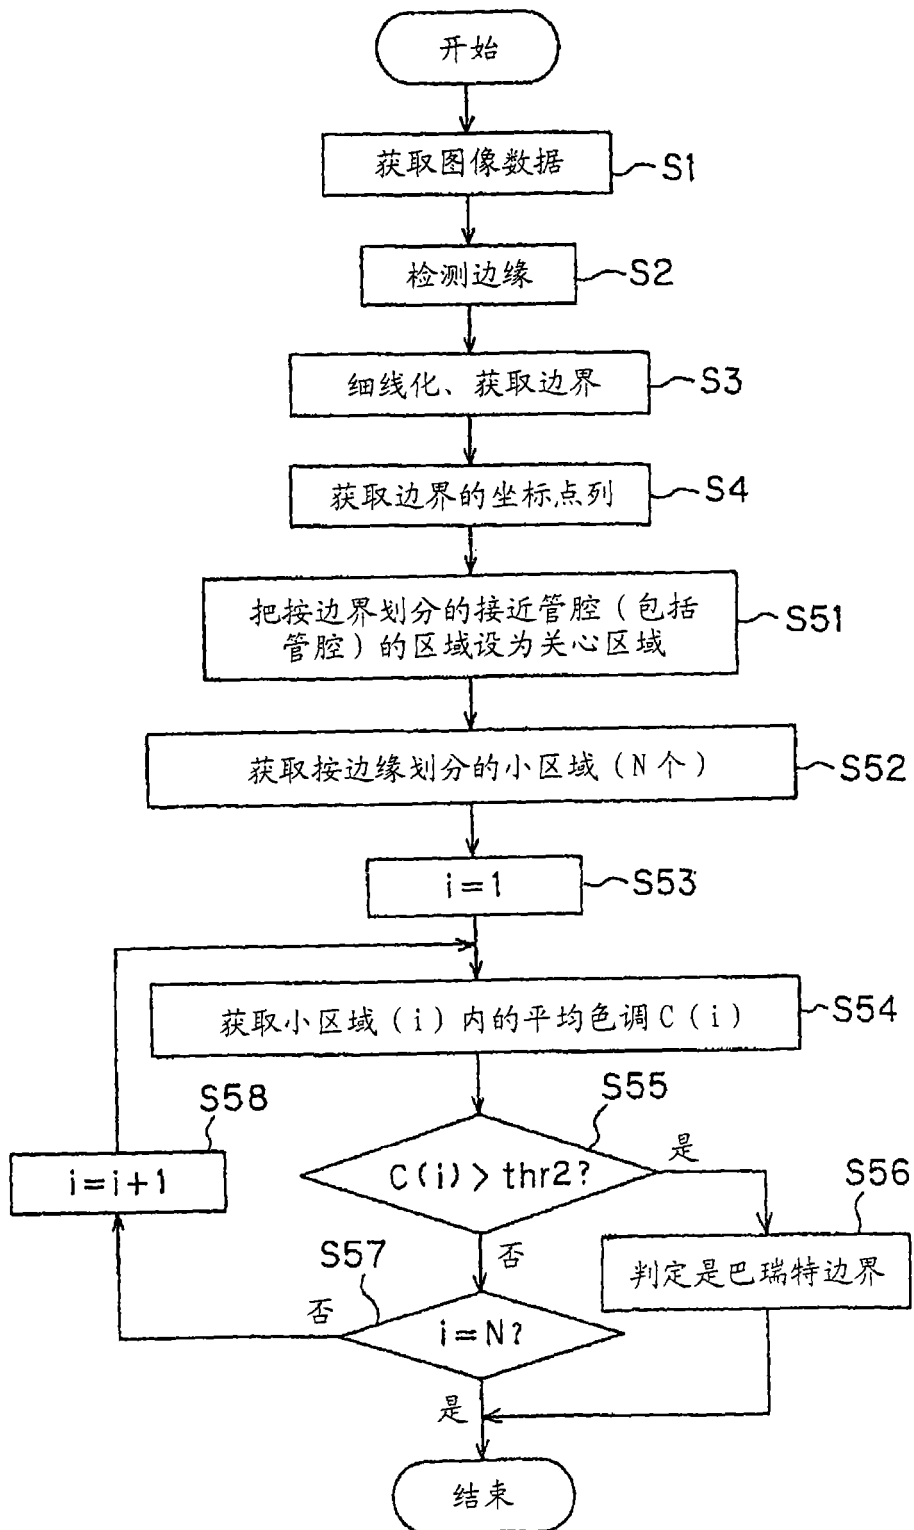 开始
获取图像数据
S1
检测边缘
S2
细线化、获取边界
S3
获取边界的坐标点列
S4
把按边界划分的接近管腔(包括
管腔)的区域设为关心区域
S51
获取按边缘划分的小区域(N个)
S52
i=1
S53
获取小区域(i)内的平均色调C(i)
S54
S58
i=i+1
S55
C(i)>thr2?
是
S56
判定是巴瑞特边界
否
S57
i=N?
否
是
结束